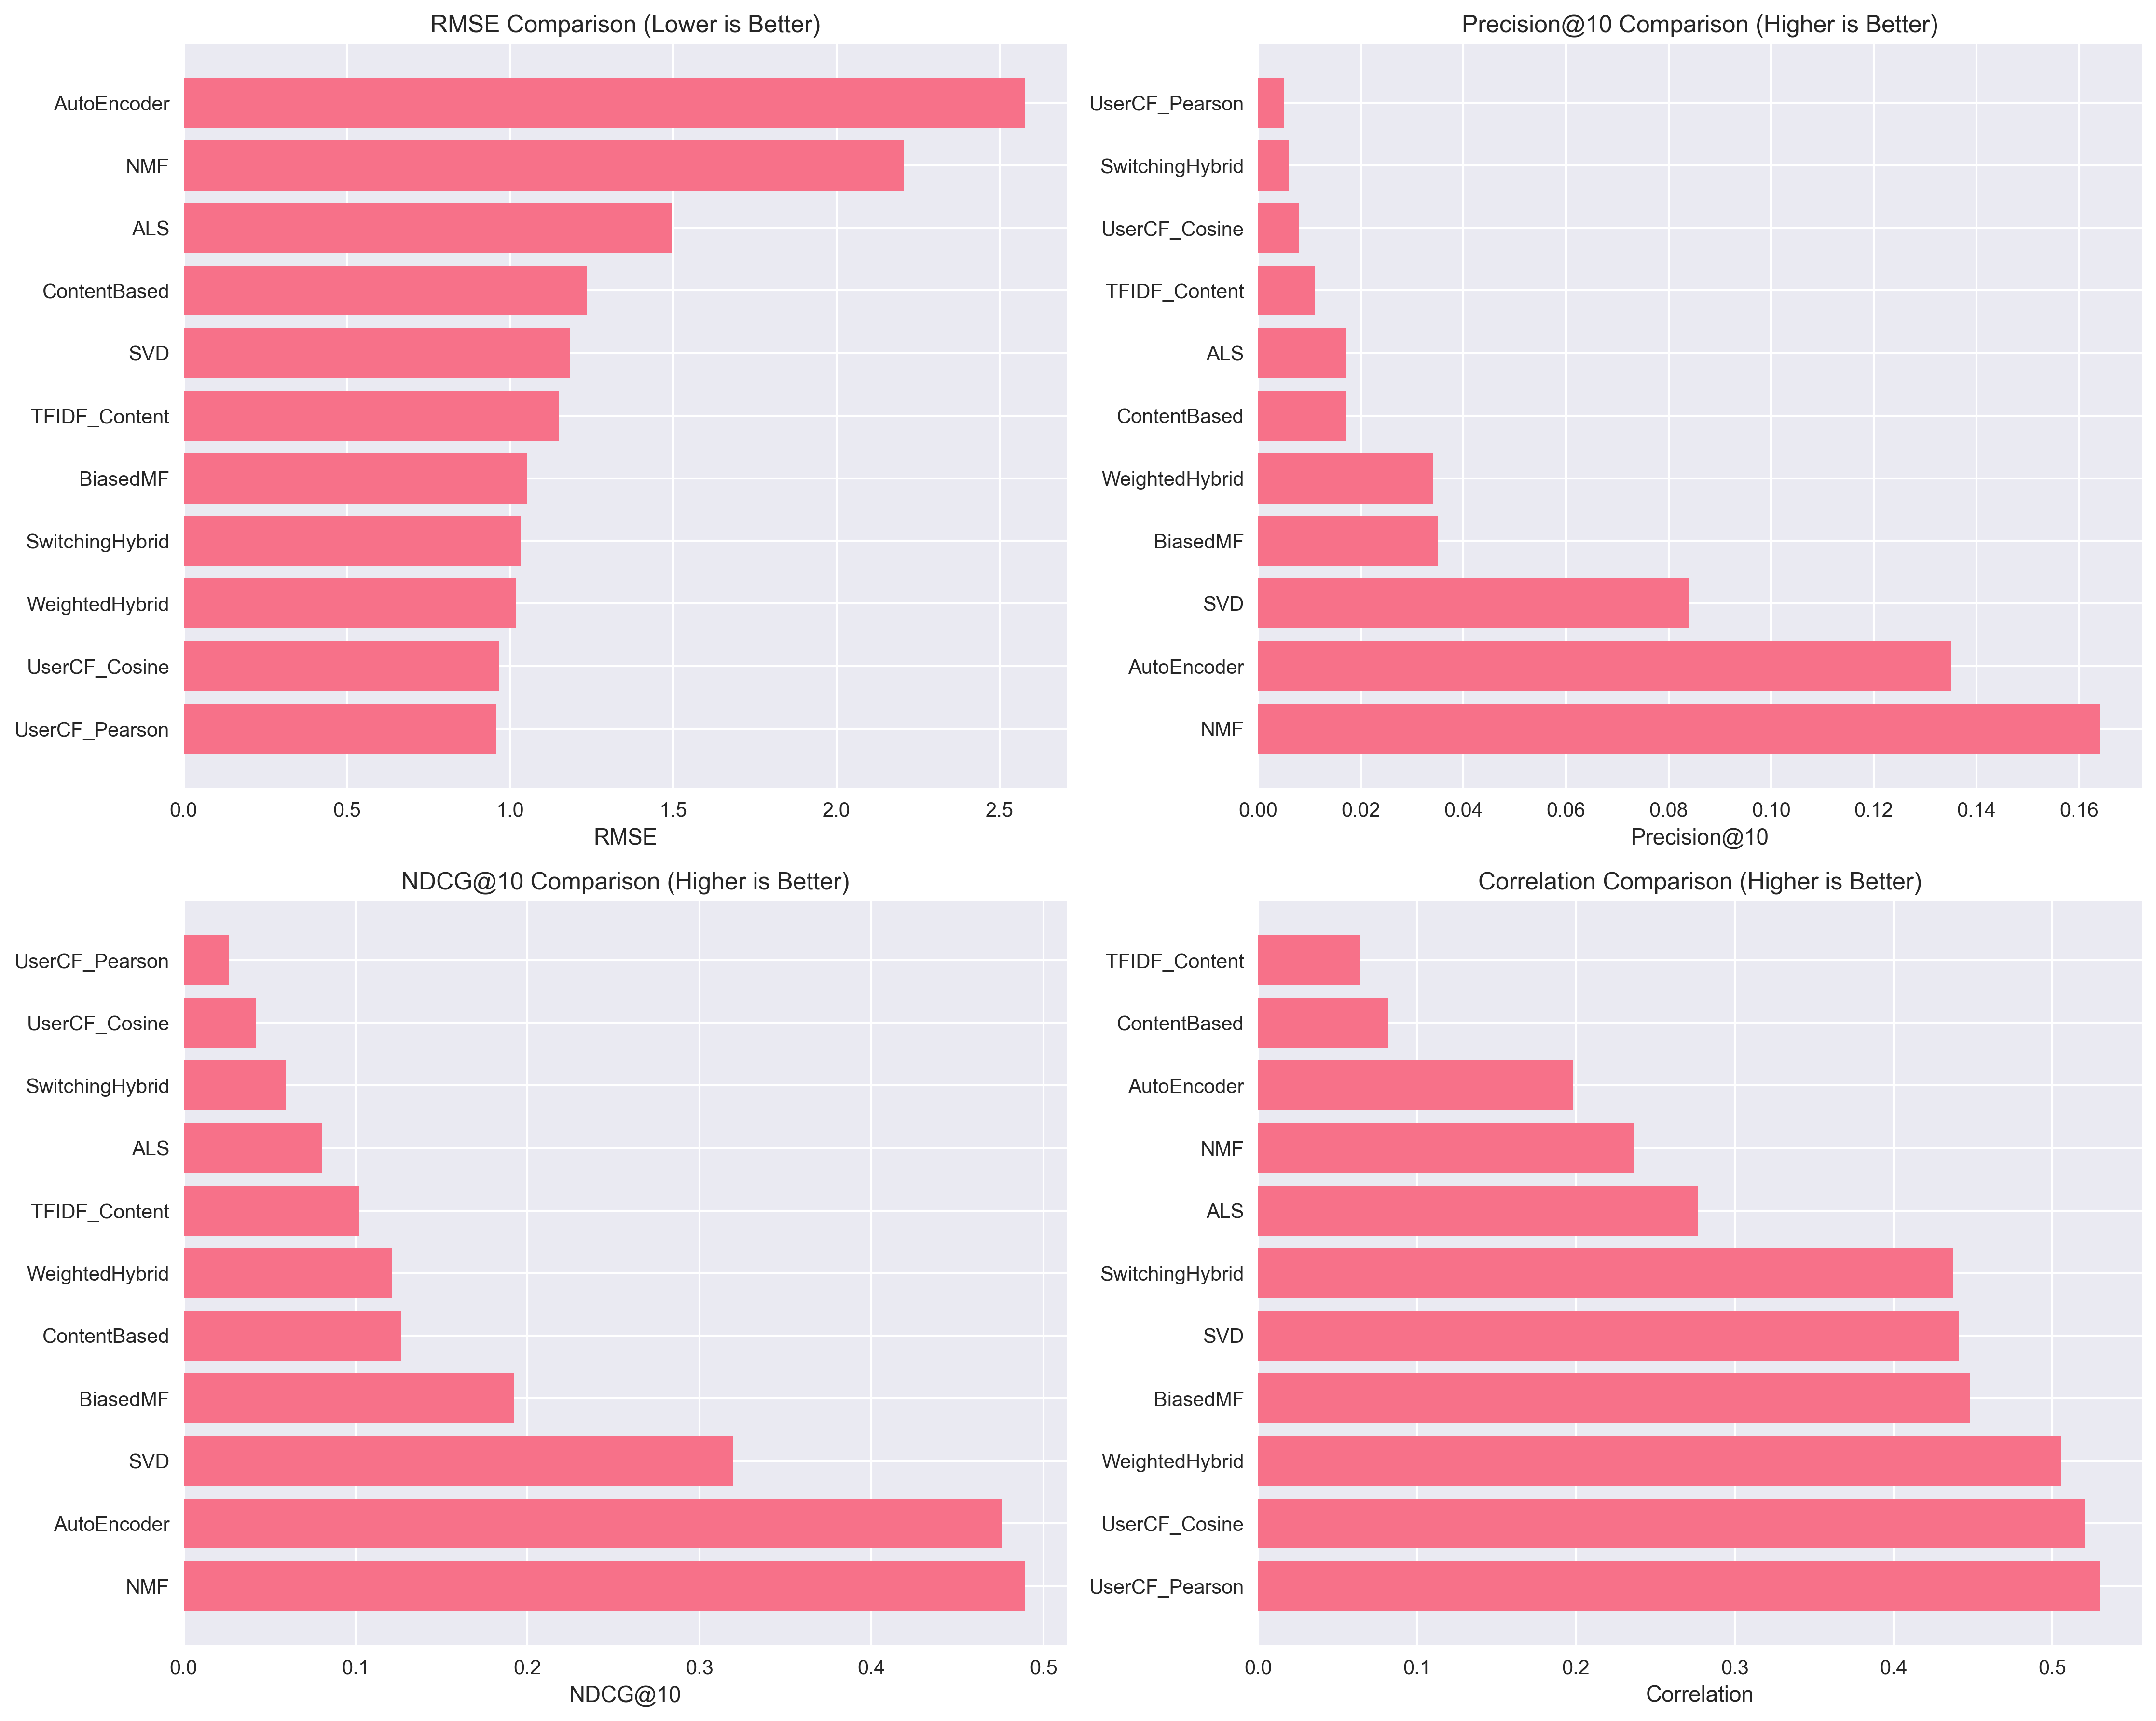 RMSE Comparison (Lower is Better)
AutoEncoder
NMF
ALS
ContentBased
SVD
TFIDF_Content
BiasedMF
SwitchingHybrid
WeightedHybrid
UserCF_Cosine
UserCF_Pearson
0.0 0.5 1.0 1.5 2.0 2.5
RMSE
Precision@10 Comparison (Higher is Better)
UserCF_Pearson
SwitchingHybrid
UserCF_Cosine
TFIDF_Content
ALS
ContentBased
WeightedHybrid
BiasedMF
SVD
AutoEncoder
NMF
0.00 0.02 0.04 0.06 0.08 0.10 0.12 0.14 0.16
Precision@10
NDCG@10 Comparison (Higher is Better)
UserCF_Pearson
UserCF_Cosine
SwitchingHybrid
ALS
TFIDF_Content
WeightedHybrid
ContentBased
BiasedMF
SVD
AutoEncoder
NMF
0.0 0.1 0.2 0.3 0.4 0.5
NDCG@10
Correlation Comparison (Higher is Better)
TFIDF_Content
ContentBased
AutoEncoder
NMF
ALS
SwitchingHybrid
SVD
BiasedMF
WeightedHybrid
UserCF_Cosine
UserCF_Pearson
0.0 0.1 0.2 0.3 0.4 0.5
Correlation